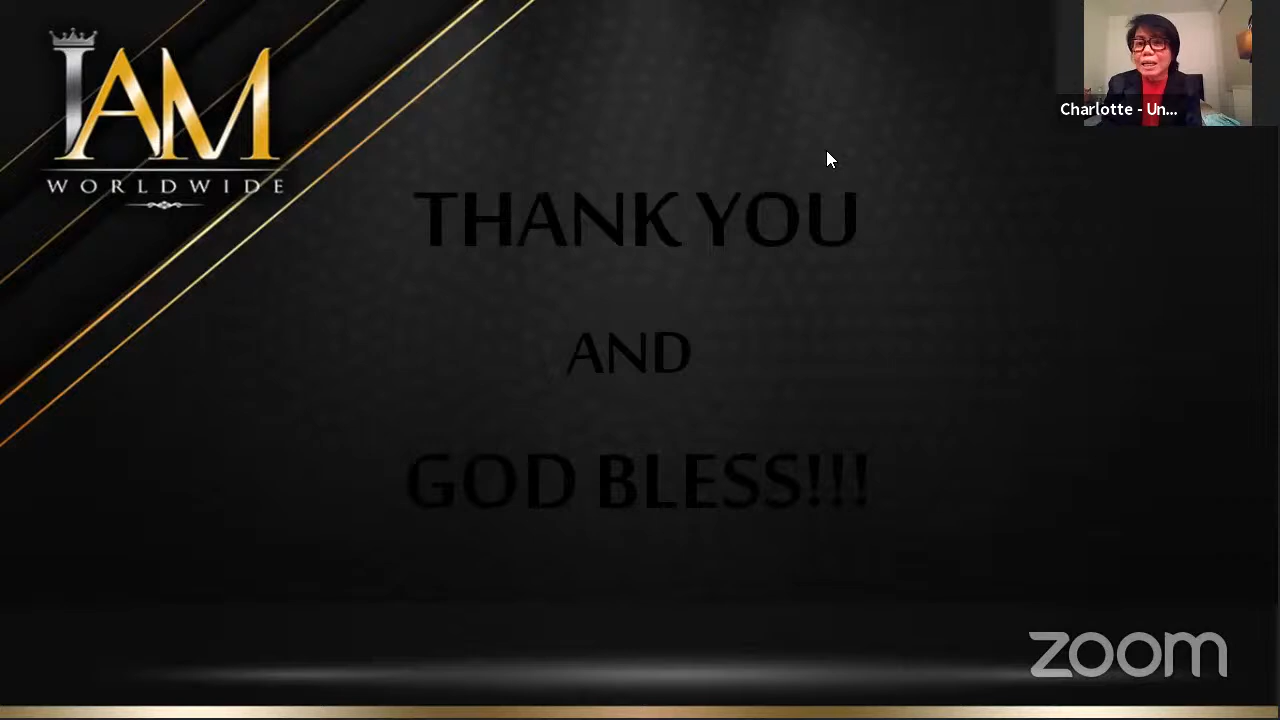 IAM
WORLDWIDE
Charlotte - Un...
THANK YOU
AND
GOD BLESS!!!
zoom